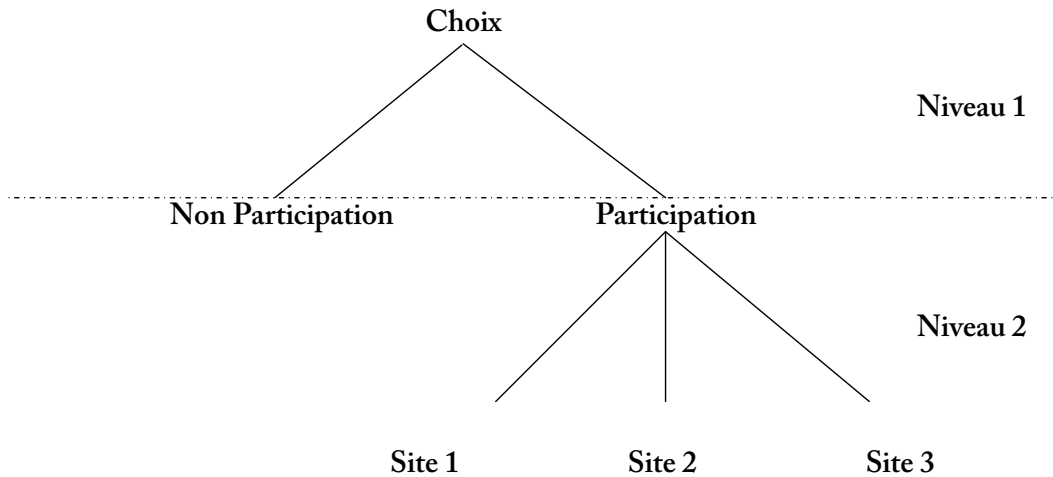 Choix
Niveau 1
Non Participation Participation
Niveau 2
Site 1 Site 2 Site 3